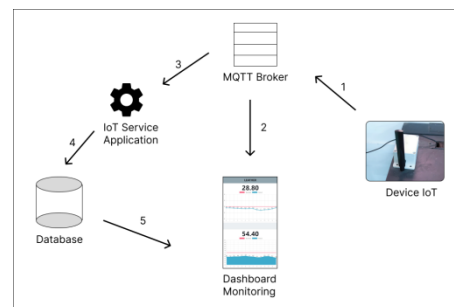 3
MQTT Broker
1
IoT Service
Application
4
2
28.80
Device IoT
54.40
5
Database
Dashboard
Monitoring